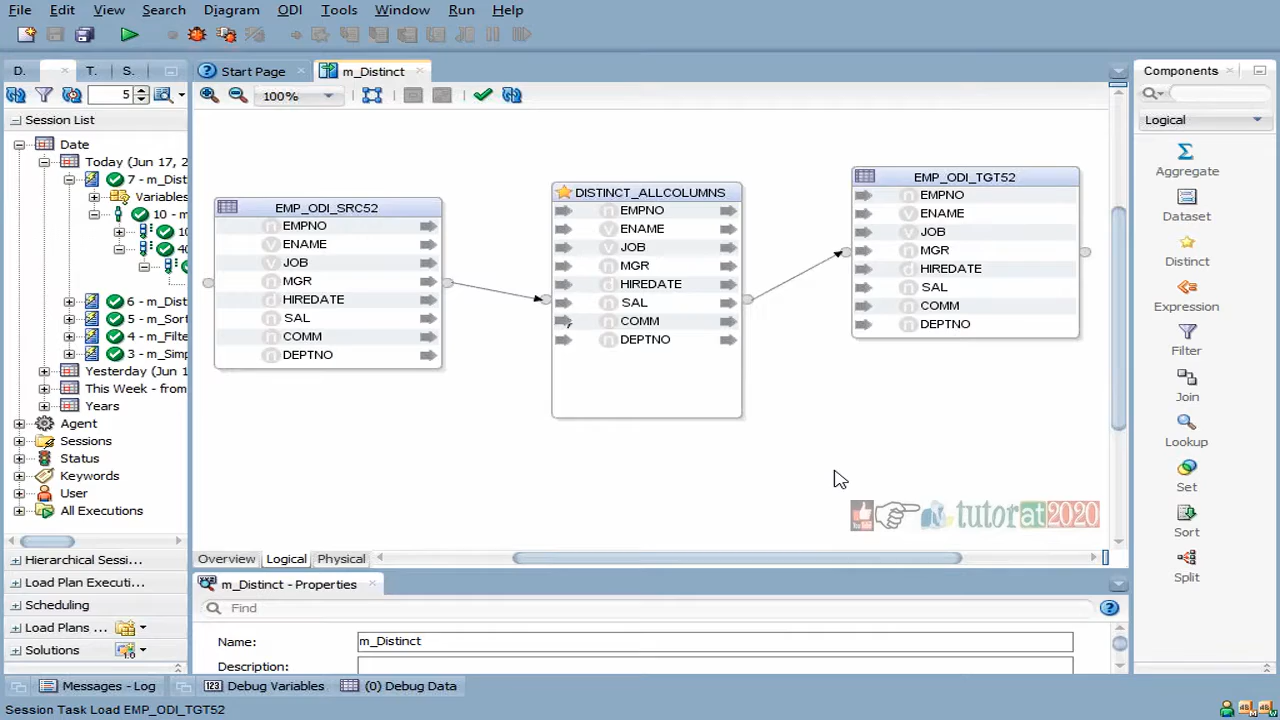 File Edit View Search Diagram ODI Tools Window Run Help
D. T. S.
Start Page
m_Distinct
Components
5
100%
Session List
Date
Today (Jun 17, 2
7 - m_Dist
Variables
10 - m
10
40
6 - m_Dist
5 - m_Sort
4 - m_Filte
3 - m_Simp
Yesterday (Jun 1
This Week - from
Years
Agent
Sessions
Status
Keywords
User
All Executions
Hierarchical Sessi...
Load Plan Executi...
Scheduling
Load Plans ...
Solutions
EMP_ODI_SRC52
EMPNO
ENAME
JOB
MGR
HIREDATE
SAL
COMM
DEPTNO
DISTINCT_ALLCOLUMNS
EMPNO
ENAME
JOB
MGR
HIREDATE
SAL
COMM
DEPTNO
EMP_ODI_TGT52
EMPNO
ENAME
JOB
MGR
HIREDATE
SAL
COMM
DEPTNO
tutorat2020
Overview Logical Physical
m_Distinct - Properties
Find
Name: m_Distinct
Description:
Logical
Aggregate
Dataset
Distinct
Expression
Filter
Join
Lookup
Set
Sort
Split
Messages - Log
Debug Variables
(0) Debug Data
Session Task Load EMP_ODI_TGT52